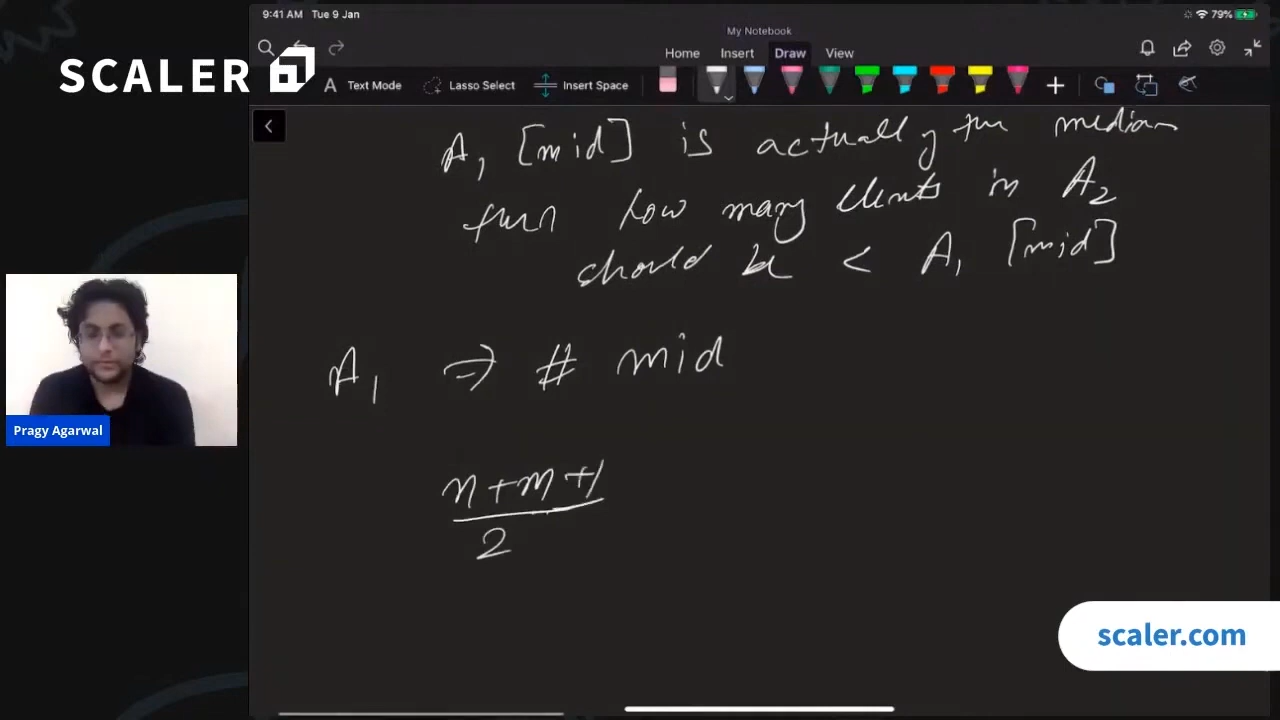 9:41 AM Tue 9 Jan
79%
My Notebook
SCALER
Home Insert Draw View
Text Mode Lasso Select Insert Space
A1 [mid] is actually the median
then how many elements in A2
should be < A1 [mid]
A1 => # mid
n+m+1
2
Pragy Agarwal
scaler.com